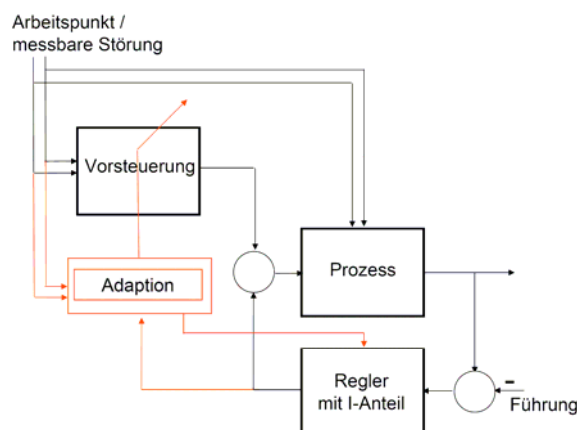 Arbeitspunkt /
messbare Störung
Vorsteuerung
Adaption
Prozess
Regler
mit I-Anteil
–
Führung